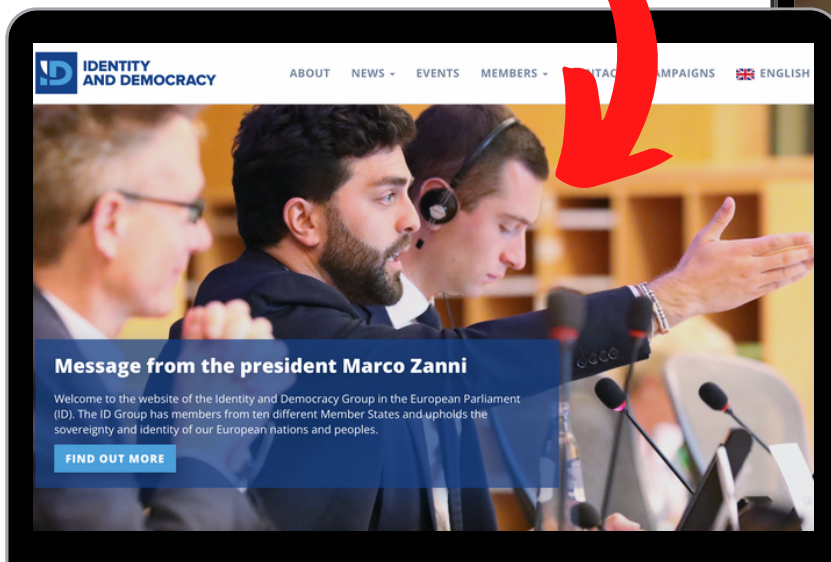 IDENTITY
AND DEMOCRACY
ABOUT NEWS EVENTS MEMBERS ENGLISH
Message from the president Marco Zanni
Welcome to the website of the Identity and Democracy Group in the European Parliament
(ID). The ID Group has members from ten different Member States and upholds the
sovereignty and identity of our European nations and peoples.
FIND OUT MORE